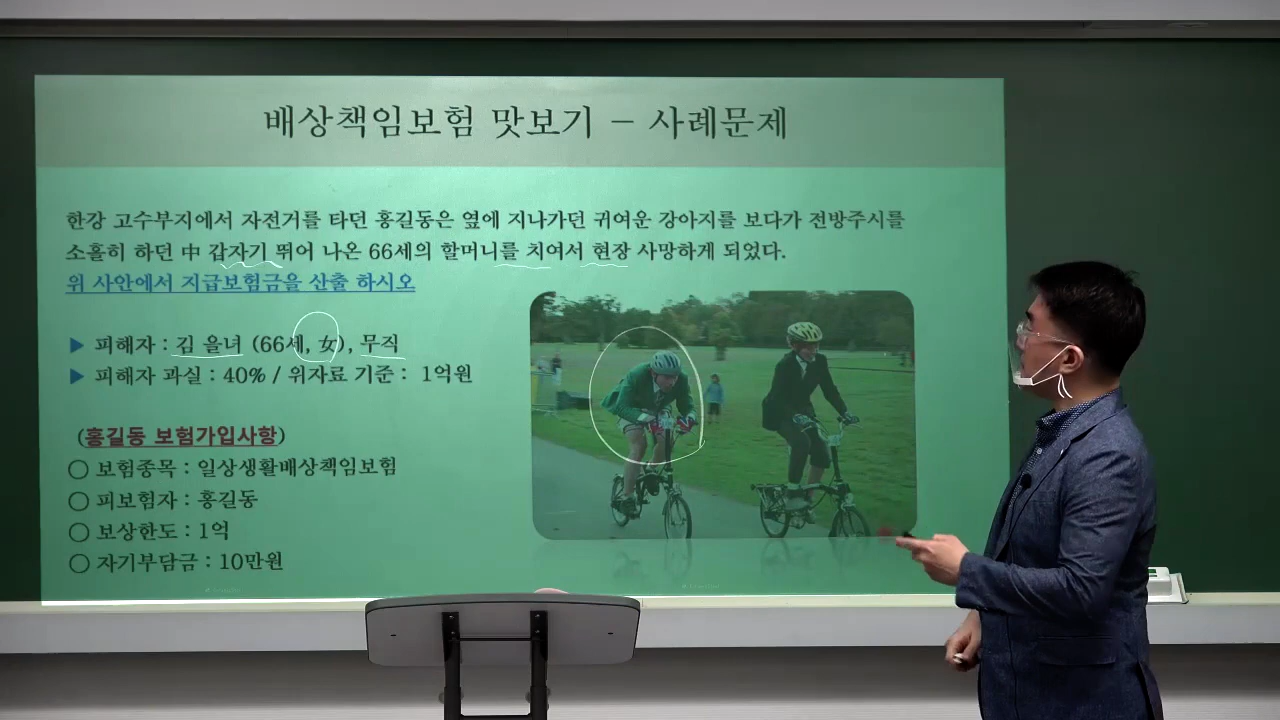 배상책임보험 맛보기 – 사례문제
한강 고수부지에서 자전거를 타던 홍길동은 옆에 지나가던 귀여운 강아지를 보다가 전방주시를
소홀히 하던 中 갑자기 뛰어 나온 66세의 할머니를 치여서 현장 사망하게 되었다.
위 사안에서 지급보험금을 산출 하시오
▶ 피해자 : 김 을녀 (66세, 女), 무직
▶ 피해자 과실 : 40% / 위자료 기준 : 1억원
(홍길동 보험가입사항)
○ 보험종목 : 일상생활배상책임보험
○ 피보험자 : 홍길동
○ 보상한도 : 1억
○ 자기부담금 : 10만원